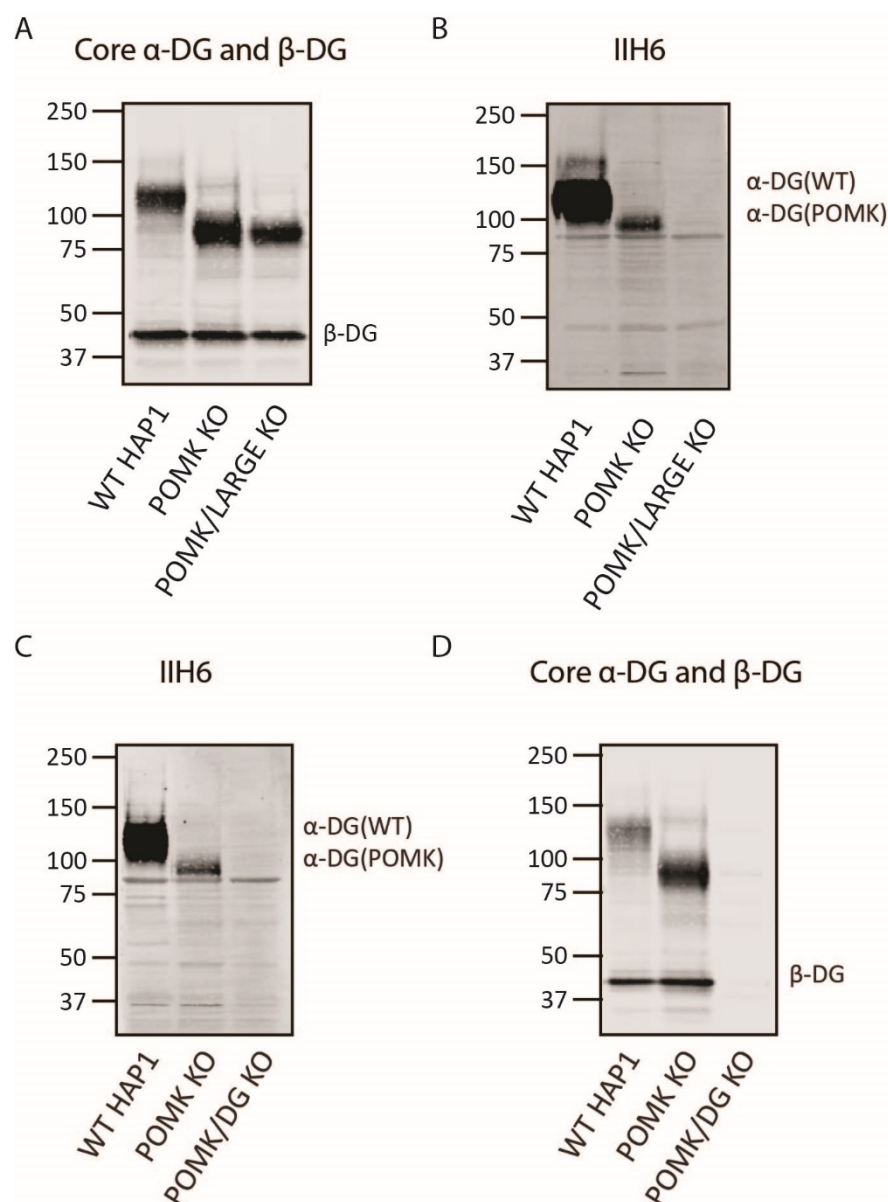 A
Core α-DG and β-DG
250
150
100
75
50
37
β-DG
WT HAP1
POMK KO
POMK/LARGE KO
B
IIH6
250
150
100
75
50
37
α-DG(WT)
α-DG(POMK)
WT HAP1
POMK KO
POMK/LARGE KO
C
IIH6
250
150
100
75
50
37
α-DG(WT)
α-DG(POMK)
WT HAP1
POMK KO
POMK/DG KO
D
Core α-DG and β-DG
250
150
100
75
50
37
β-DG
WT HAP1
POMK KO
POMK/DG KO